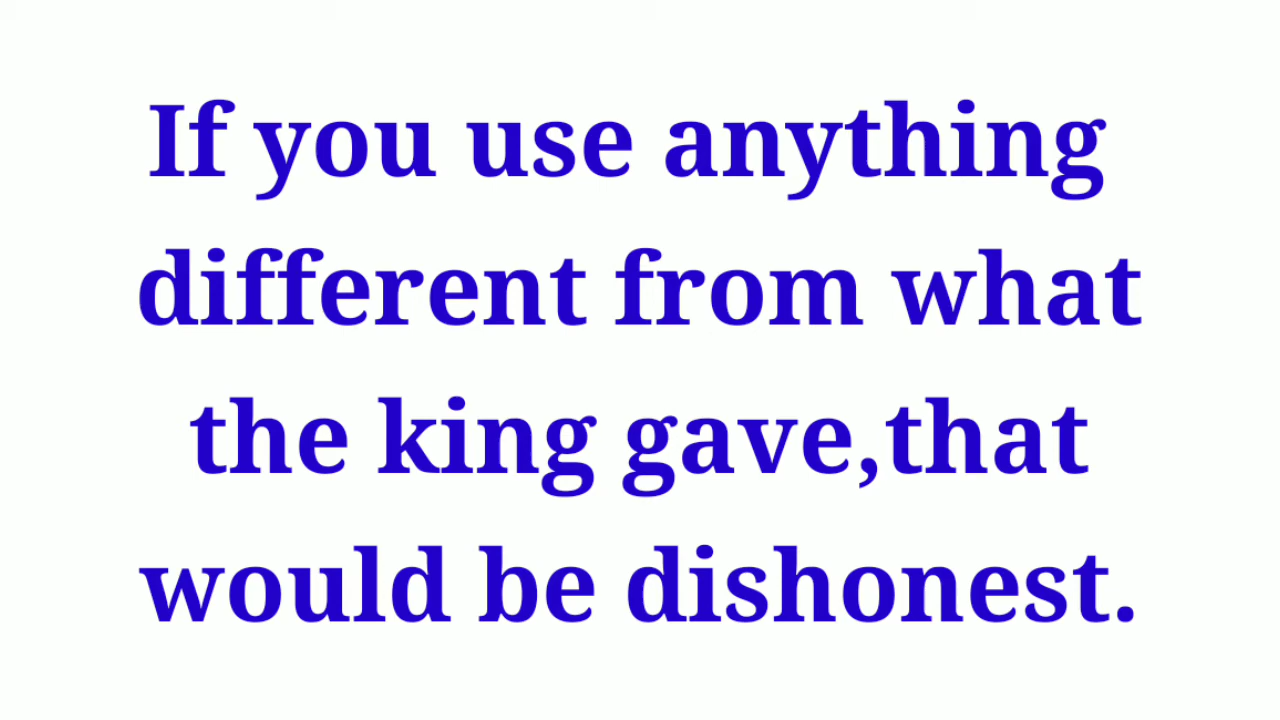 If you use anything
different from what
the king gave,that
would be dishonest.